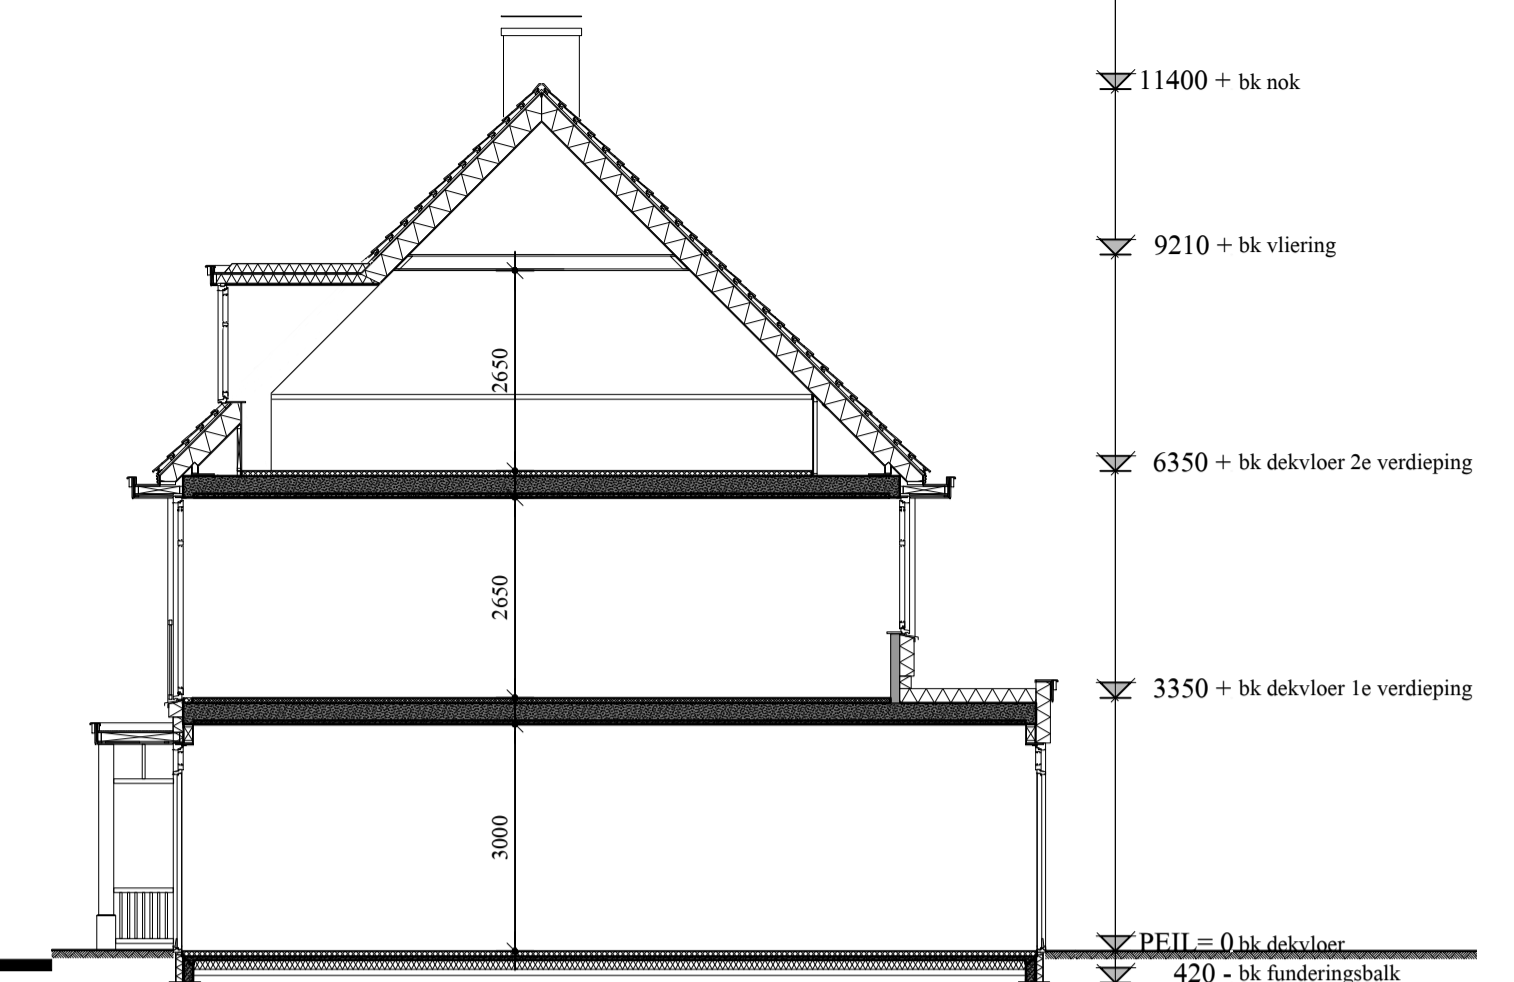 11400 + bk nok
9210 + bk vliering
2650
6350 + bk dekvloer 2e verdieping
2650
3350 + bk dekvloer 1e verdieping
3000
PEIL= 0 bk dekvloer
420 - bk funderingsbalk